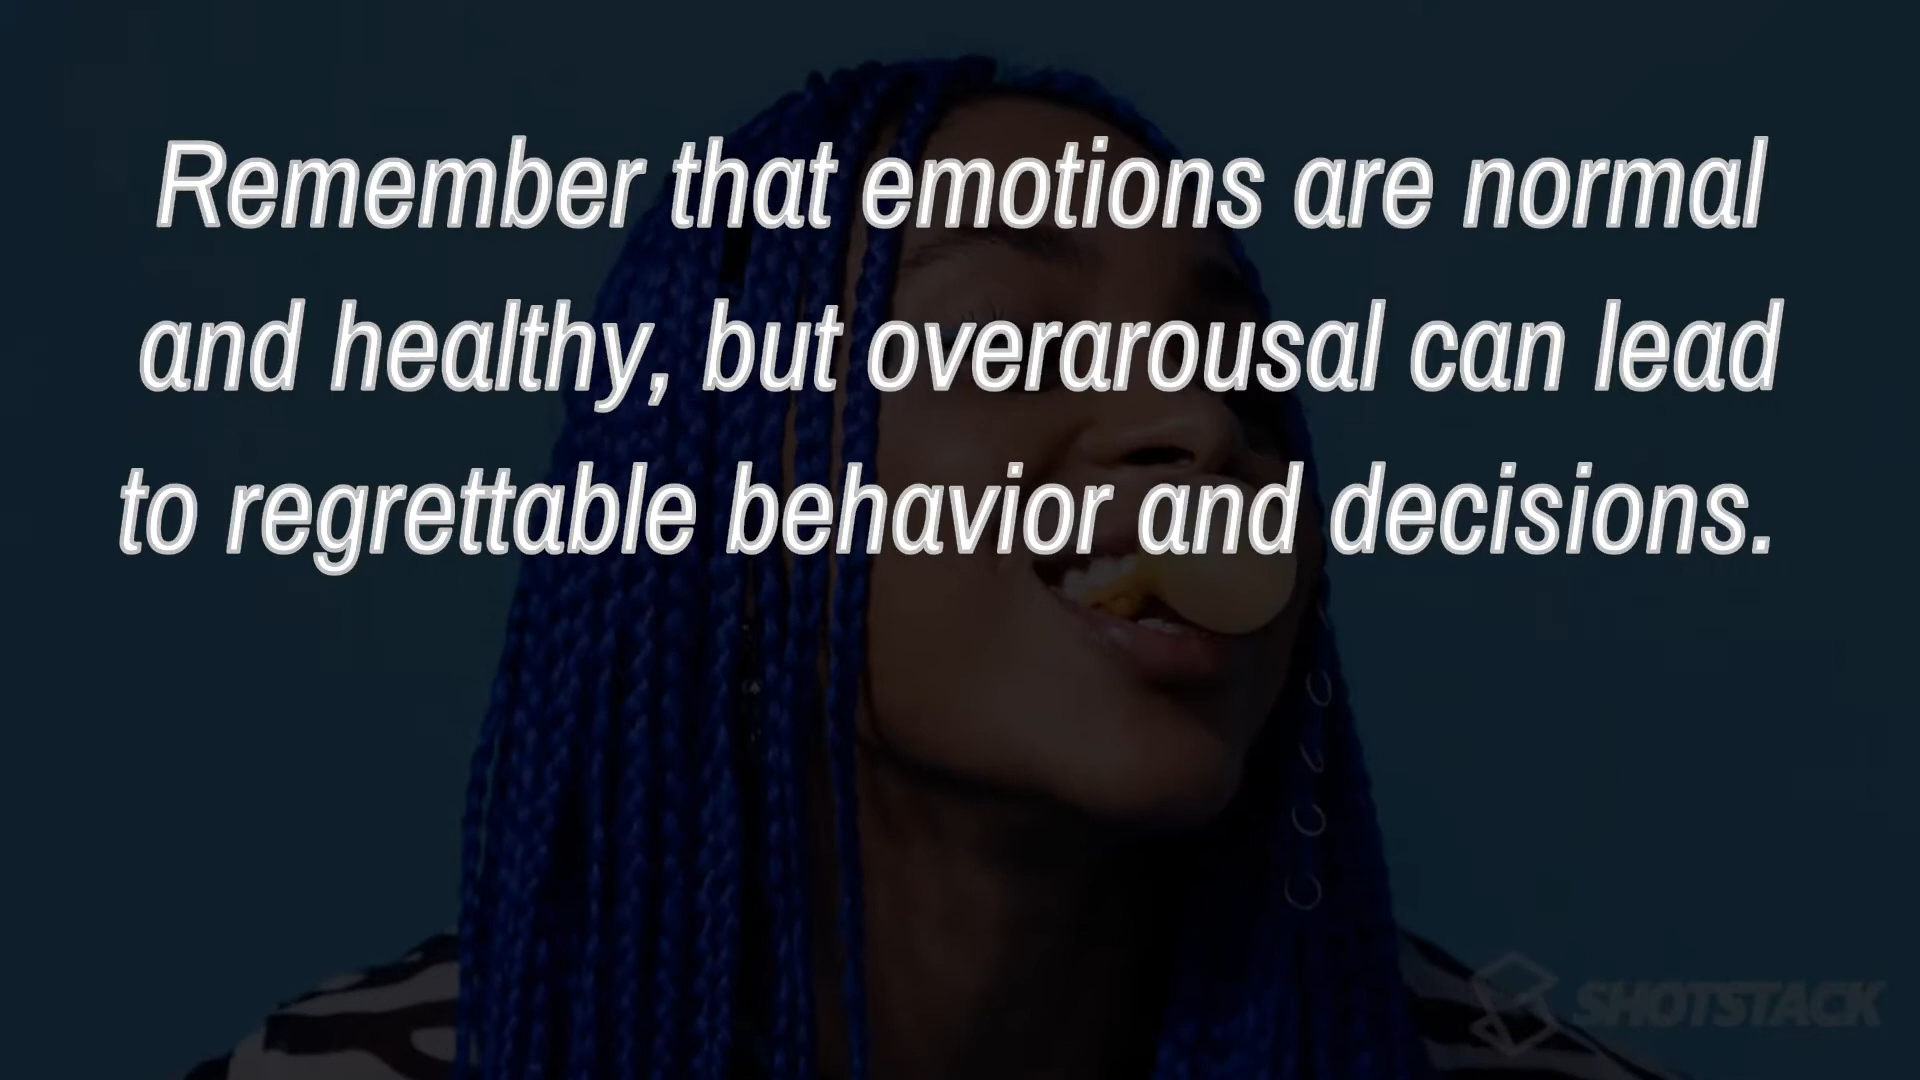 Remember that emotions are normal
and healthy, but overarousal can lead
to regrettable behavior and decisions.
SHOTSTACK